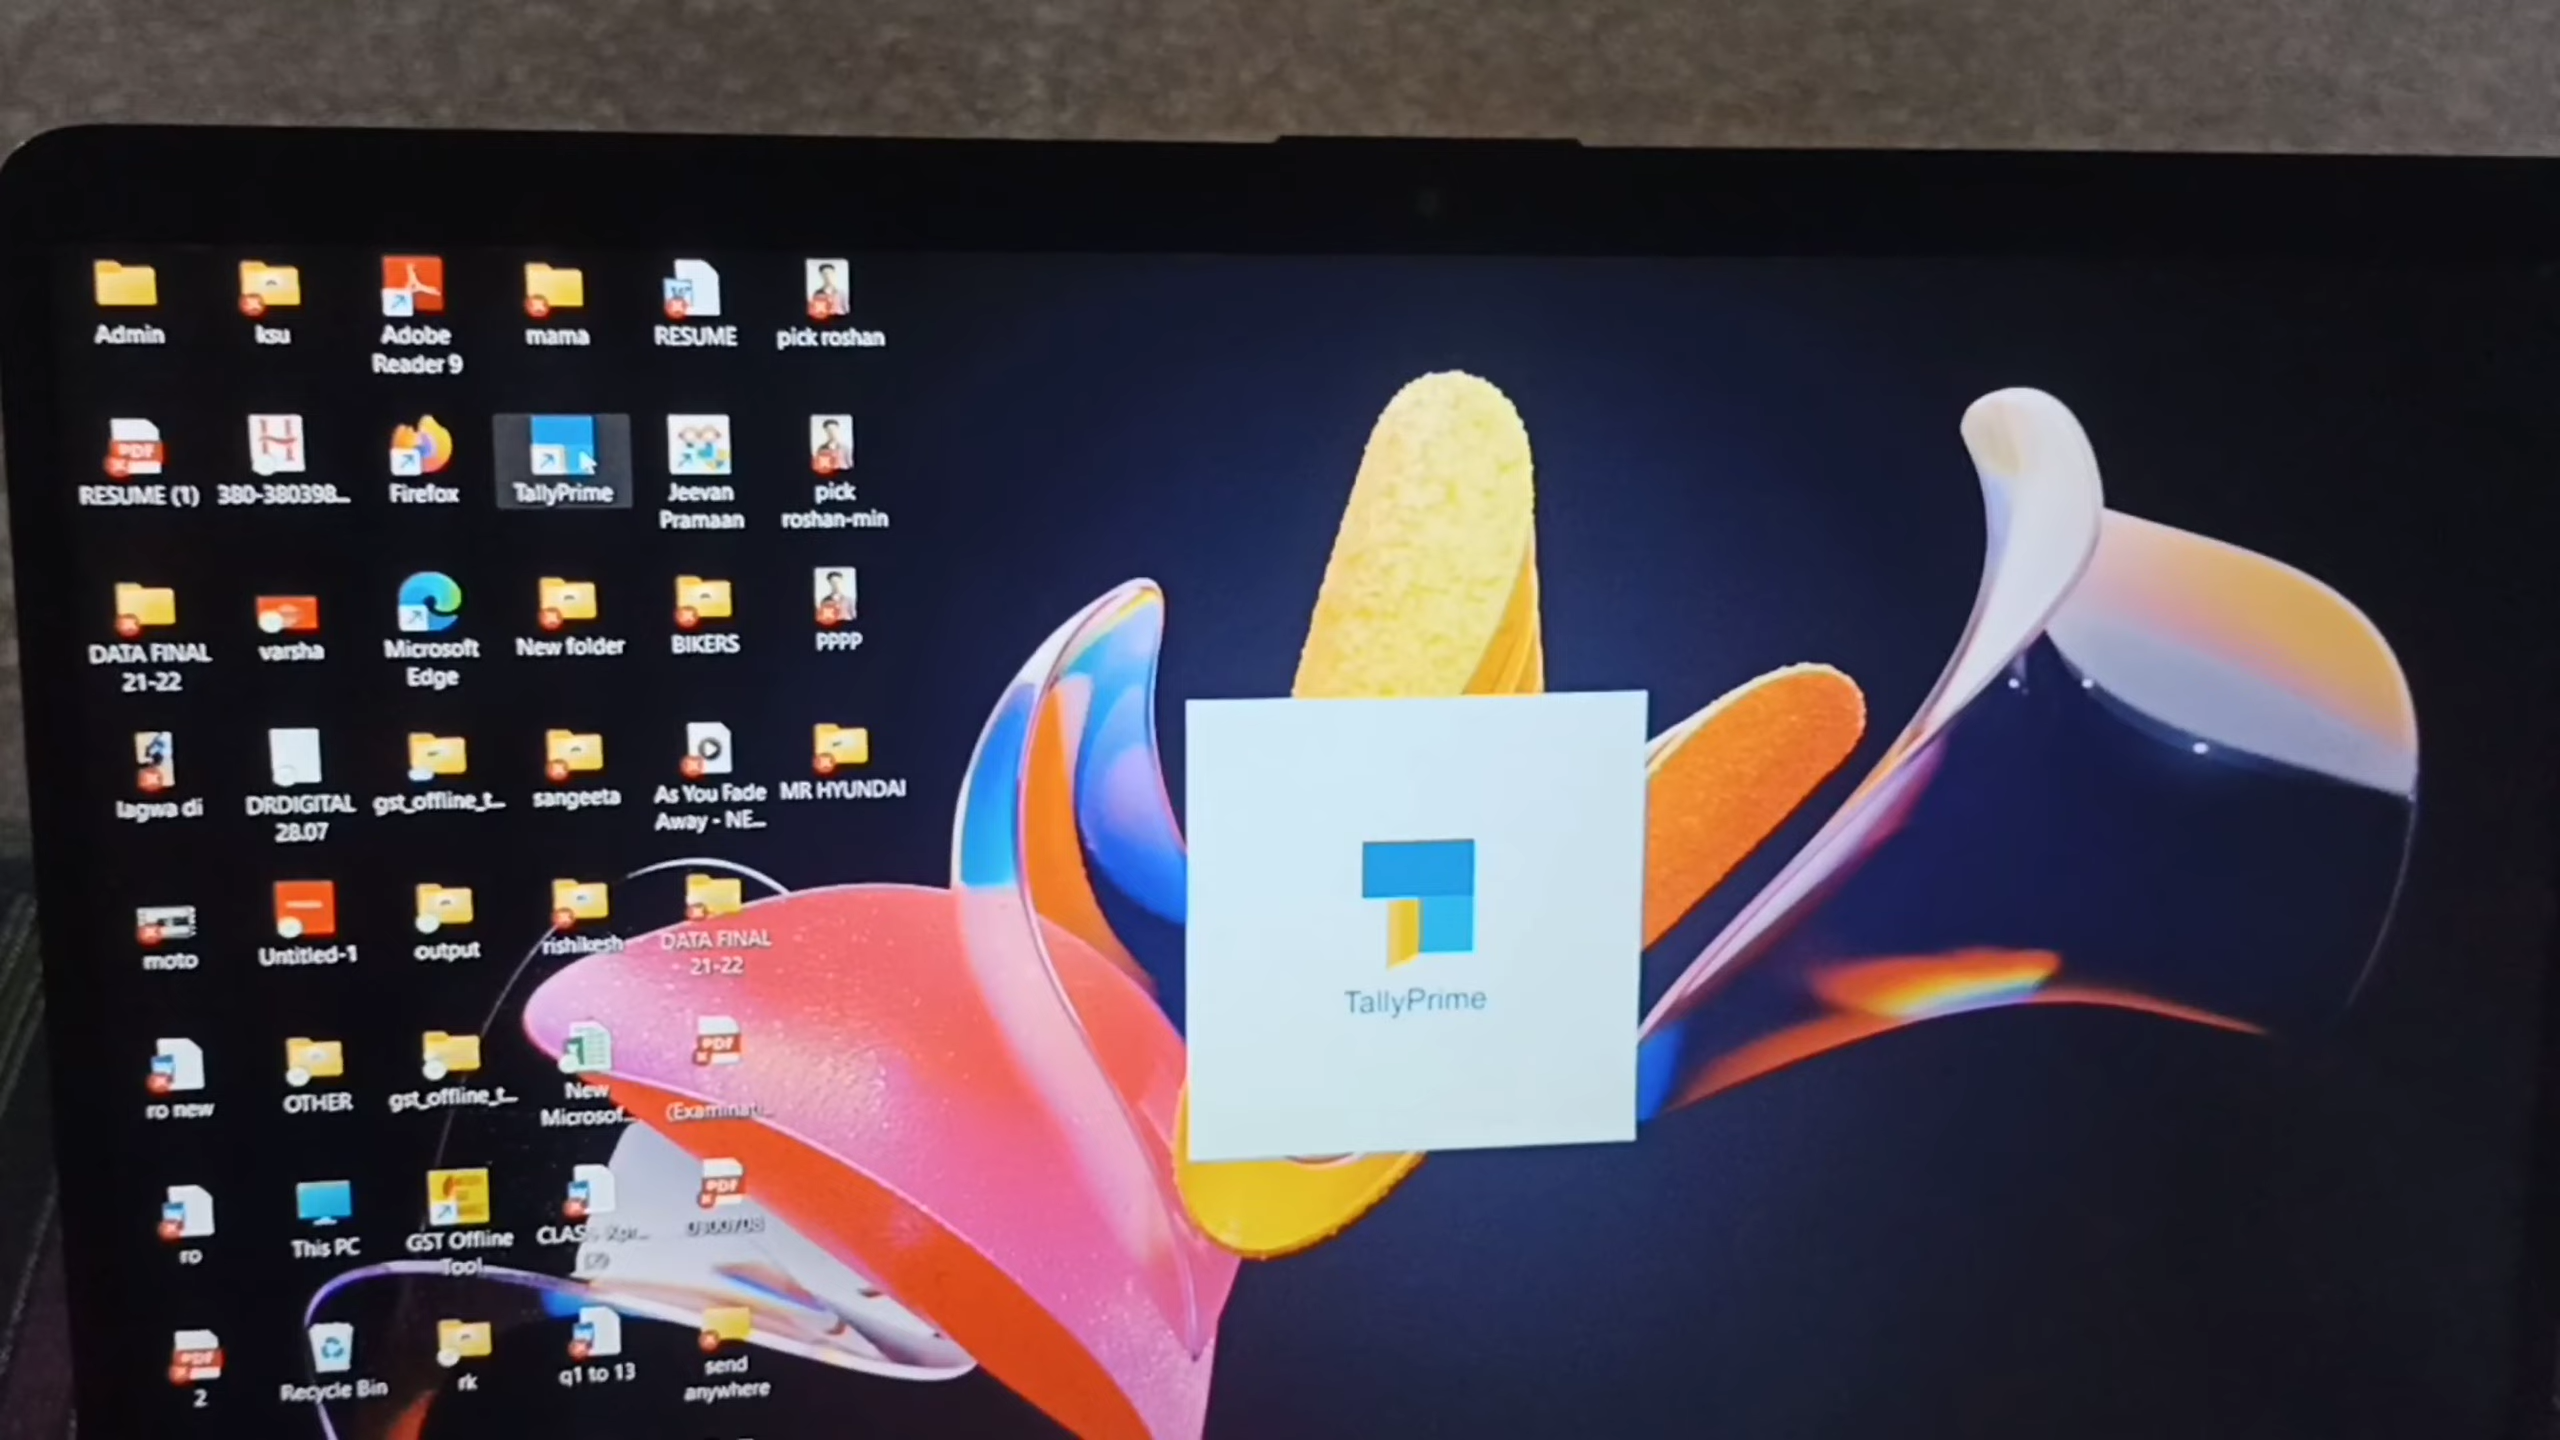 Admin
ksu
Adobe
Reader 9
mama
RESUME
pick roshan
RESUME (1)
380-380398...
Firefox
TallyPrime
Jeevan
Pramaan
pick
roshan-min
DATA FINAL
21-22
varsha
Microsoft
Edge
New folder
BIKERS
PPPP
lagwa di
DRDIGITAL
28.07
gst_offline_t...
sangeeta
As You Fade
Away - NE...
MR HYUNDAI
moto
Untitled-1
output
rishikesh
DATA FINAL
21-22
TallyPrime
ro new
OTHER
gst_offline_t...
New
Microsof...
(Examinat...
ro
This PC
GST Offline
Tool
2
Recycle Bin
rk
q1 to 13
send
anywhere